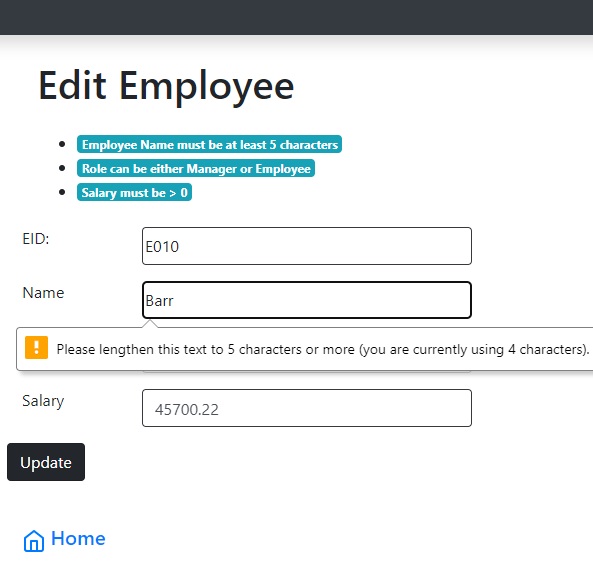 Edit Employee
Employee Name must be at least 5 characters
Role can be either Manager or Employee
Salary must be > 0
EID:
E010
Name
Barr
Please lengthen this text to 5 characters or more (you are currently using 4 characters).
Salary
45700.22
Update
Home